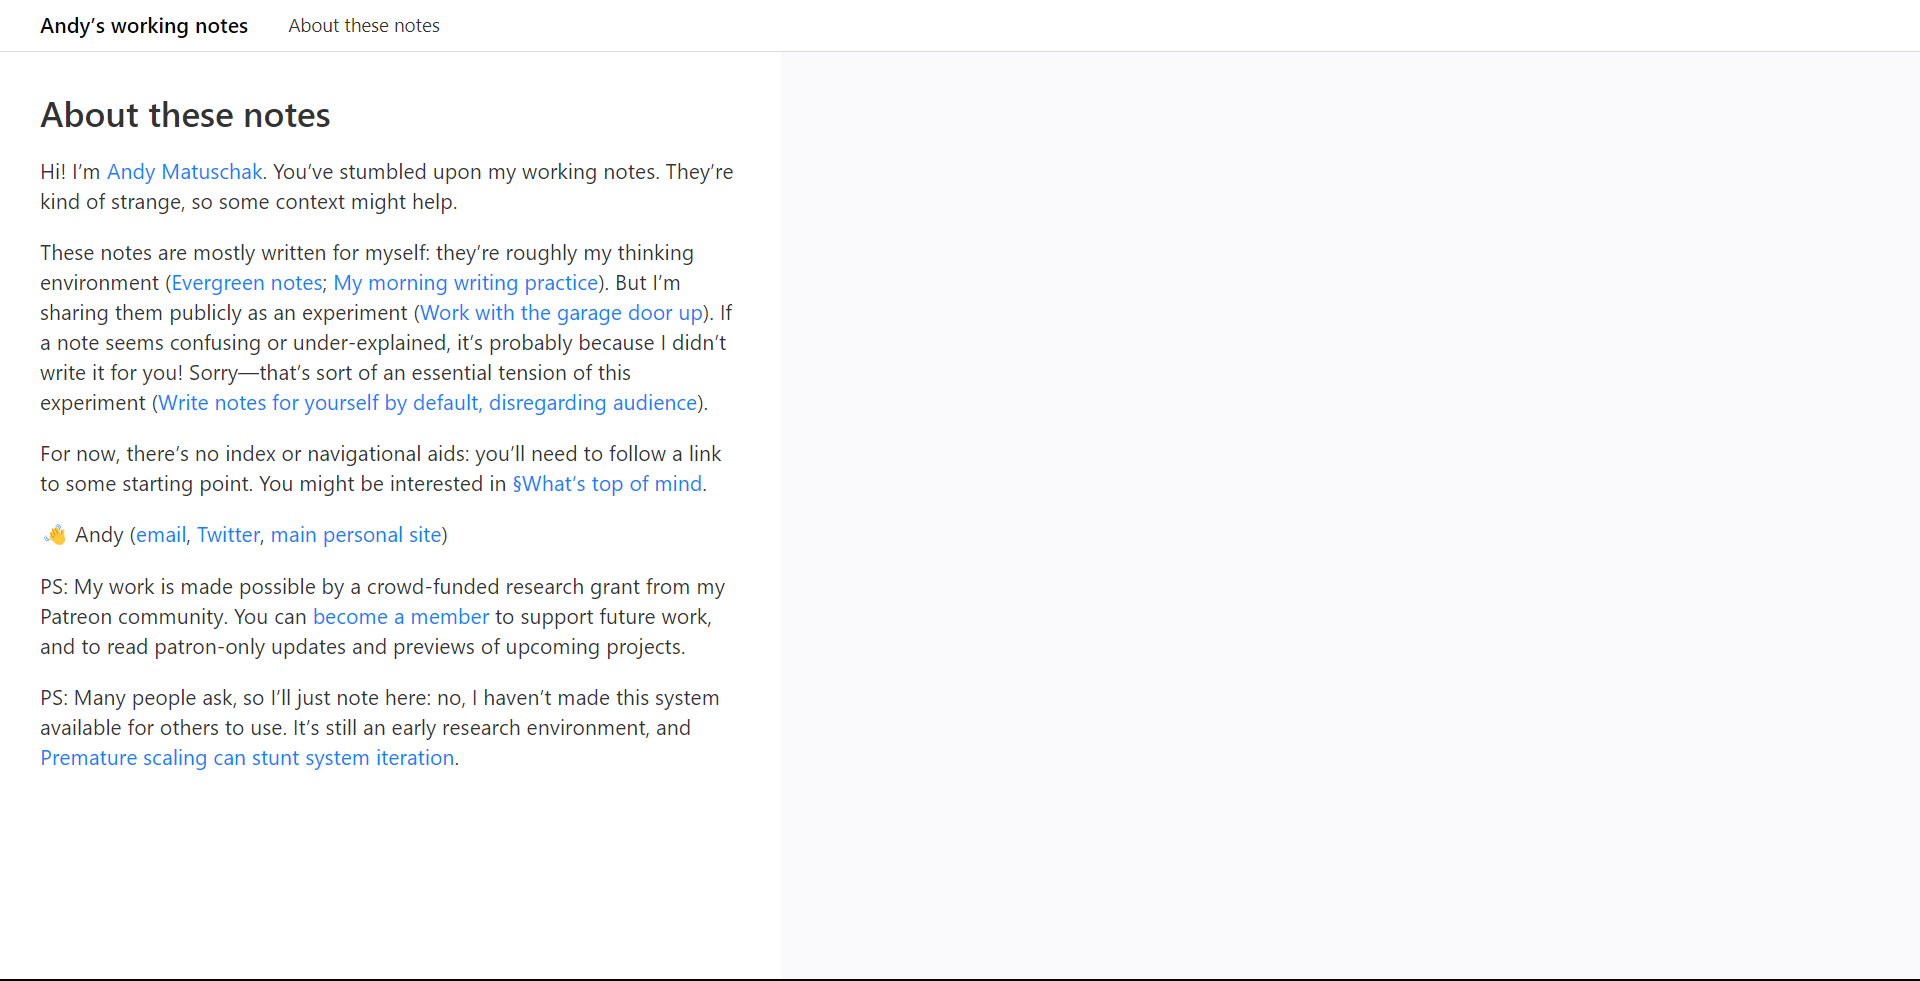 Andy’s working notes About these notes
About these notes
Hi! I’m Andy Matuschak. You’ve stumbled upon my working notes. They’re
kind of strange, so some context might help.
These notes are mostly written for myself: they’re roughly my thinking
environment (Evergreen notes; My morning writing practice). But I’m
sharing them publicly as an experiment (Work with the garage door up). If
a note seems confusing or under-explained, it’s probably because I didn’t
write it for you! Sorry—that’s sort of an essential tension of this
experiment (Write notes for yourself by default, disregarding audience).
For now, there’s no index or navigational aids: you’ll need to follow a link
to some starting point. You might be interested in §What’s top of mind.
👋 Andy (email, Twitter, main personal site)
PS: My work is made possible by a crowd-funded research grant from my
Patreon community. You can become a member to support future work,
and to read patron-only updates and previews of upcoming projects.
PS: Many people ask, so I’ll just note here: no, I haven’t made this system
available for others to use. It’s still an early research environment, and
Premature scaling can stunt system iteration.